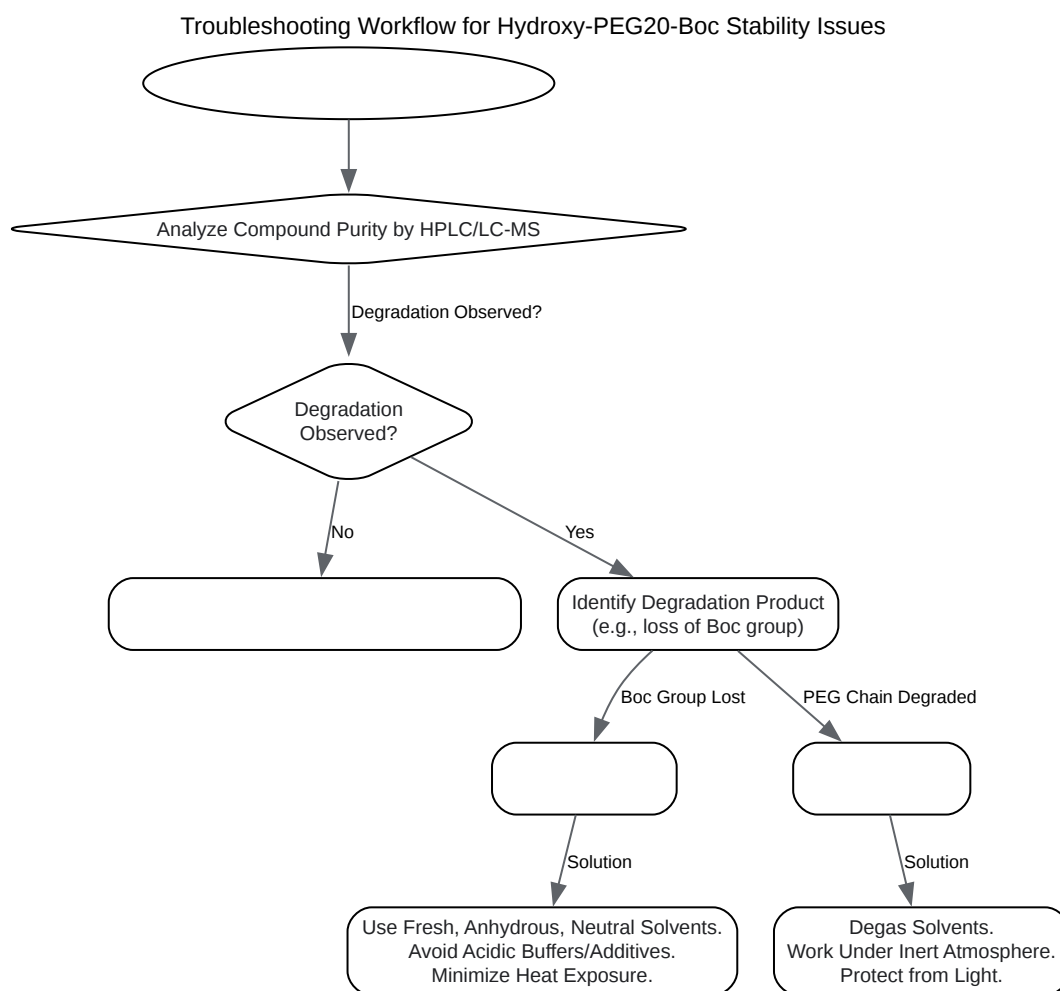 Troubleshooting Workflow for Hydroxy-PEG20-Boc Stability Issues
Analyze Compound Purity by HPLC/LC-MS
Degradation Observed?
Degradation
Observed?
No
Yes
Identify Degradation Product
(e.g., loss of Boc group)
Boc Group Lost
PEG Chain Degraded
Solution
Solution
Use Fresh, Anhydrous, Neutral Solvents.
Avoid Acidic Buffers/Additives.
Minimize Heat Exposure.
Degas Solvents.
Work Under Inert Atmosphere.
Protect from Light.